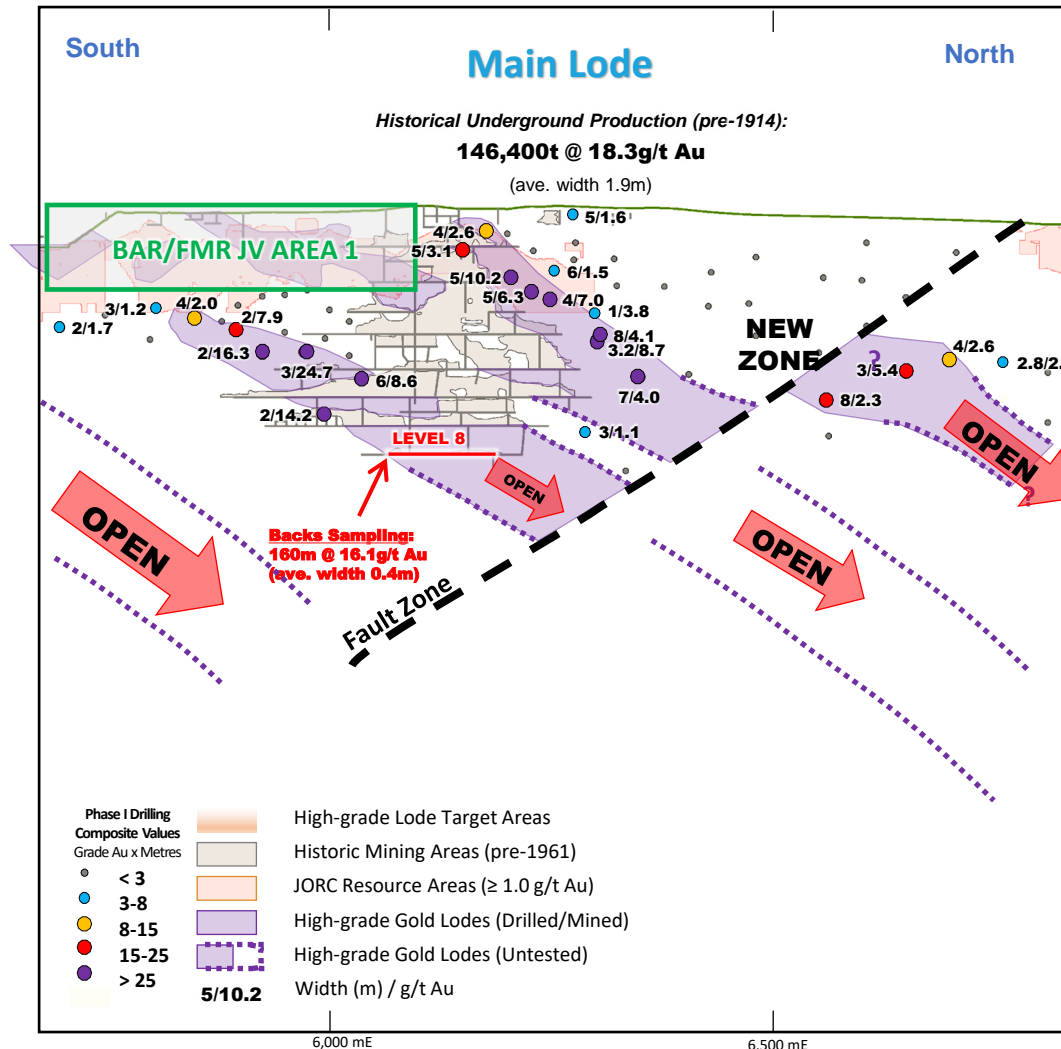 South
Main Lode
North
Historical Underground Production (pre-1914):
146,400t @ 18.3g/t Au
(ave. width 1.9m)
BAR/FMR JV AREA 1
5/1.6
4/2.6
5/3.1
6/1.5
5/10.2
5/6.3
4/7.0
1/3.8
8/4.1
3.2/8.7
7/4.0
3/1.1
3/1.2
4/2.0
2/1.7
2/7.9
2/16.3
3/24.7
6/8.6
2/14.2
NEW
ZONE
?
4/2.6
3/5.4
2.8/2.
8/2.3
LEVEL 8
OPEN
OPEN
OPEN
OPEN
?
Backs Sampling:
160m @ 16.1g/t Au
(ave. width 0.4m)
Fault Zone
Phase I Drilling
Composite Values
Grade Au x Metres
< 3
3-8
8-15
15-25
> 25
High-grade Lode Target Areas
Historic Mining Areas (pre-1961)
JORC Resource Areas (≥ 1.0 g/t Au)
High-grade Gold Lodes (Drilled/Mined)
High-grade Gold Lodes (Untested)
5/10.2 Width (m) / g/t Au
6,000 mE
6,500 mE